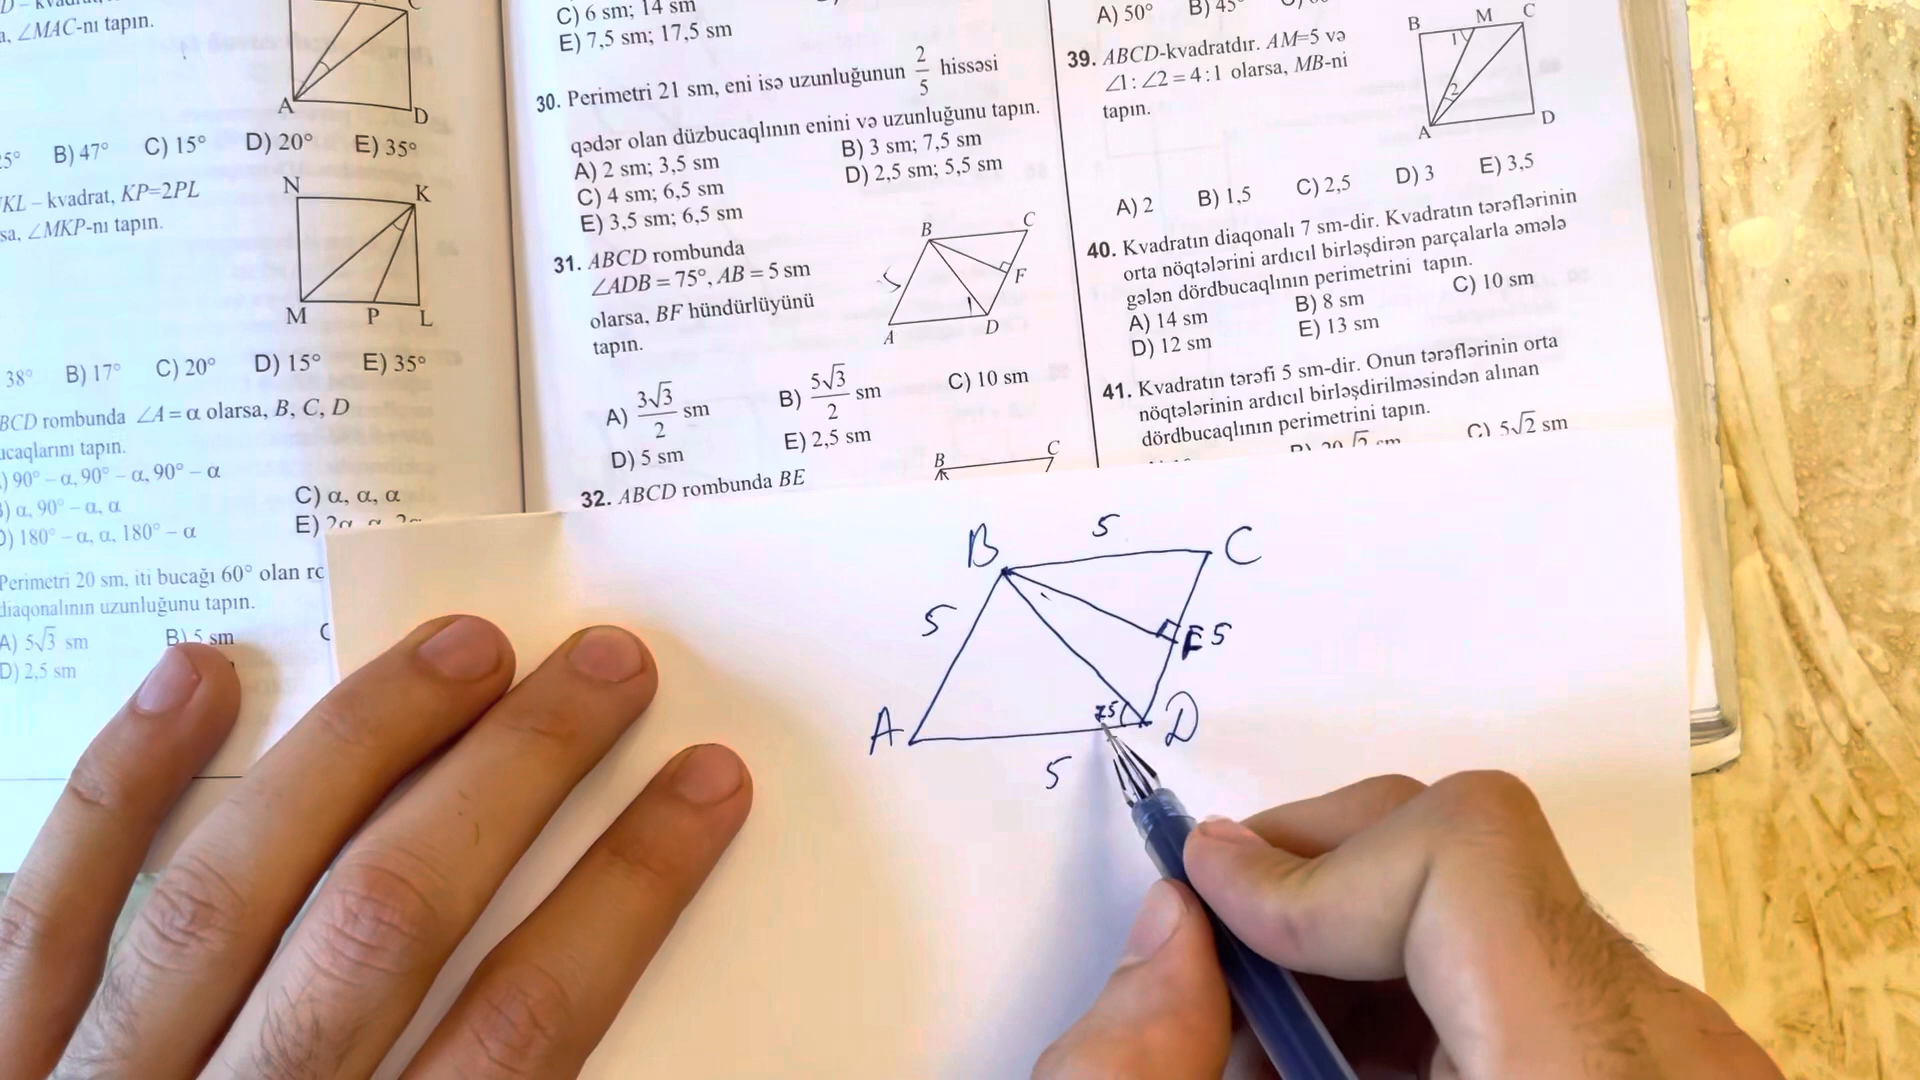 ∠MAC-nı tapın.
A
D
B) 47° C) 15° D) 20° E) 35°
KL – kvadrat, KP=2PL
∠MKP-nı tapın.
N
K
M P L
38° B) 17° C) 20° D) 15° E) 35°
BCD rombunda ∠A = α olarsa, B, C, D
tapın.
90° – α, 90° – α, 90° – α
C) α, α, α
α, 90° – α, α
180° – α, α, 180° – α
Perimetri 20 sm, iti bucağı 60° olan
diaqonalının uzunluğunu tapın.
A) 5√3 sm B) 5 sm
D) 2,5 sm
C) 6 sm; 14 sm
E) 7,5 sm; 17,5 sm
30. Perimetri 21 sm, eni isə uzunluğunun 2/5 hissəsi
qədər olan düzbucaqlının enini və uzunluğunu tapın.
A) 2 sm; 3,5 sm B) 3 sm; 7,5 sm
C) 4 sm; 6,5 sm D) 2,5 sm; 5,5 sm
E) 3,5 sm; 6,5 sm
31. ABCD rombunda
∠ADB = 75°, AB = 5 sm
olarsa, BF hündürlüyünü
tapın.
B C
5
F
A D
A) 3√3/2 sm B) 5√3/2 sm C) 10 sm
D) 5 sm E) 2,5 sm
32. ABCD rombunda BE
B C
A) 50° B) 45°
39. ABCD-kvadratdır. AM=5 və
∠1 : ∠2 = 4 : 1 olarsa, MB-ni
tapın.
B M C
1
2
A D
A) 2 B) 1,5 C) 2,5 D) 3 E) 3,5
40. Kvadratın diaqonalı 7 sm-dir. Kvadratın tərəflərinin
orta nöqtələrini ardıcıl birləşdirən parçalarla əmələ
gələn dördbucaqlının perimetrini tapın.
A) 14 sm B) 8 sm C) 10 sm
D) 12 sm E) 13 sm
41. Kvadratın tərəfi 5 sm-dir. Onun tərəflərinin orta
nöqtələrinin ardıcıl birləşdirilməsindən alınan
dördbucaqlının perimetrini tapın.
C) 5√2 sm
B 5 C
5
F 5
75
A D
5